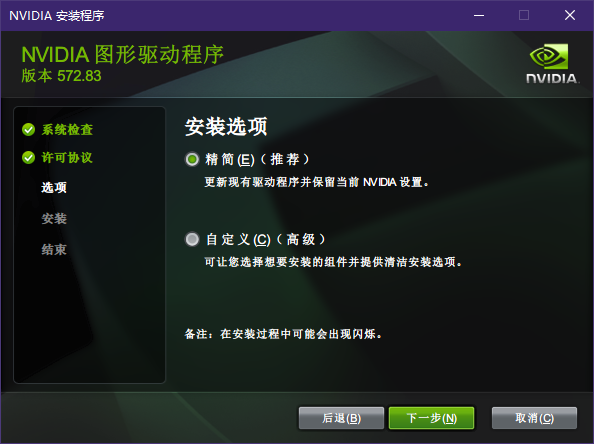 NVIDIA 安装程序
NVIDIA 图形驱动程序
版本 572.83
NVIDIA.
系统检查
许可协议
选项
安装
结束
安装选项
精简(E)（推荐）
更新现有驱动程序并保留当前 NVIDIA 设置。
自定义(C)（高级）
可让您选择想要安装的组件并提供清洁安装选项。
备注：在安装过程中可能会出现闪烁。
后退(B)
下一步(N)
取消(C)